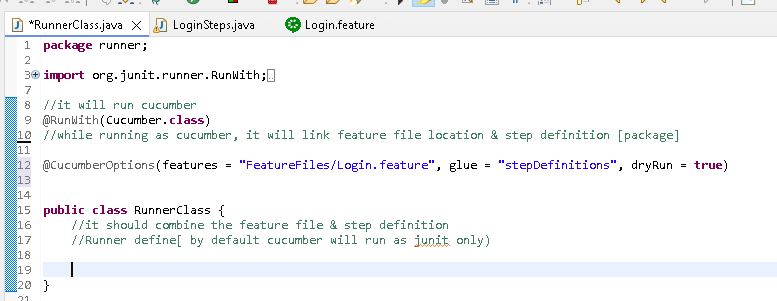 *RunnerClass.java
LoginSteps.java
Login.feature
1 package runner;
2
3 import org.junit.runner.RunWith;
8 //it will run cucumber
9 @RunWith(Cucumber.class)
10 //while running as cucumber, it will link feature file location & step definition [package]
11
12 @CucumberOptions(features = "FeatureFiles/Login.feature", glue = "stepDefinitions", dryRun = true)
13
14
15 public class RunnerClass {
16 //it should combine the feature file & step definition
17 //Runner define[ by default cucumber will run as junit only)
18
19
20 }
21